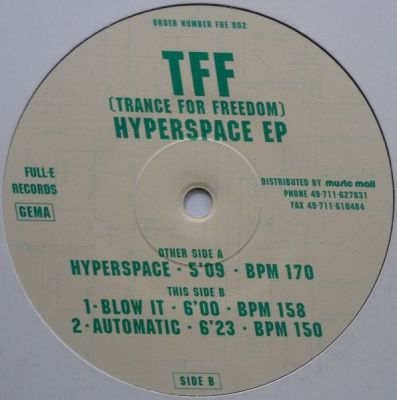 ORDER NUMBER FUE 002
TFF
(TRANCE FOR FREEDOM)
HYPERSPACE EP
FULL-E
RECORDS
GEMA
DISTRIBUTED BY music mail
PHONE 49-711-627831
FAX 49-711-610484
OTHER SIDE A
HYPERSPACE · 5'09 · BPM 170
THIS SIDE B
1·BLOW IT · 6'00 · BPM 158
2·AUTOMATIC · 6'23 · BPM 150
SIDE B